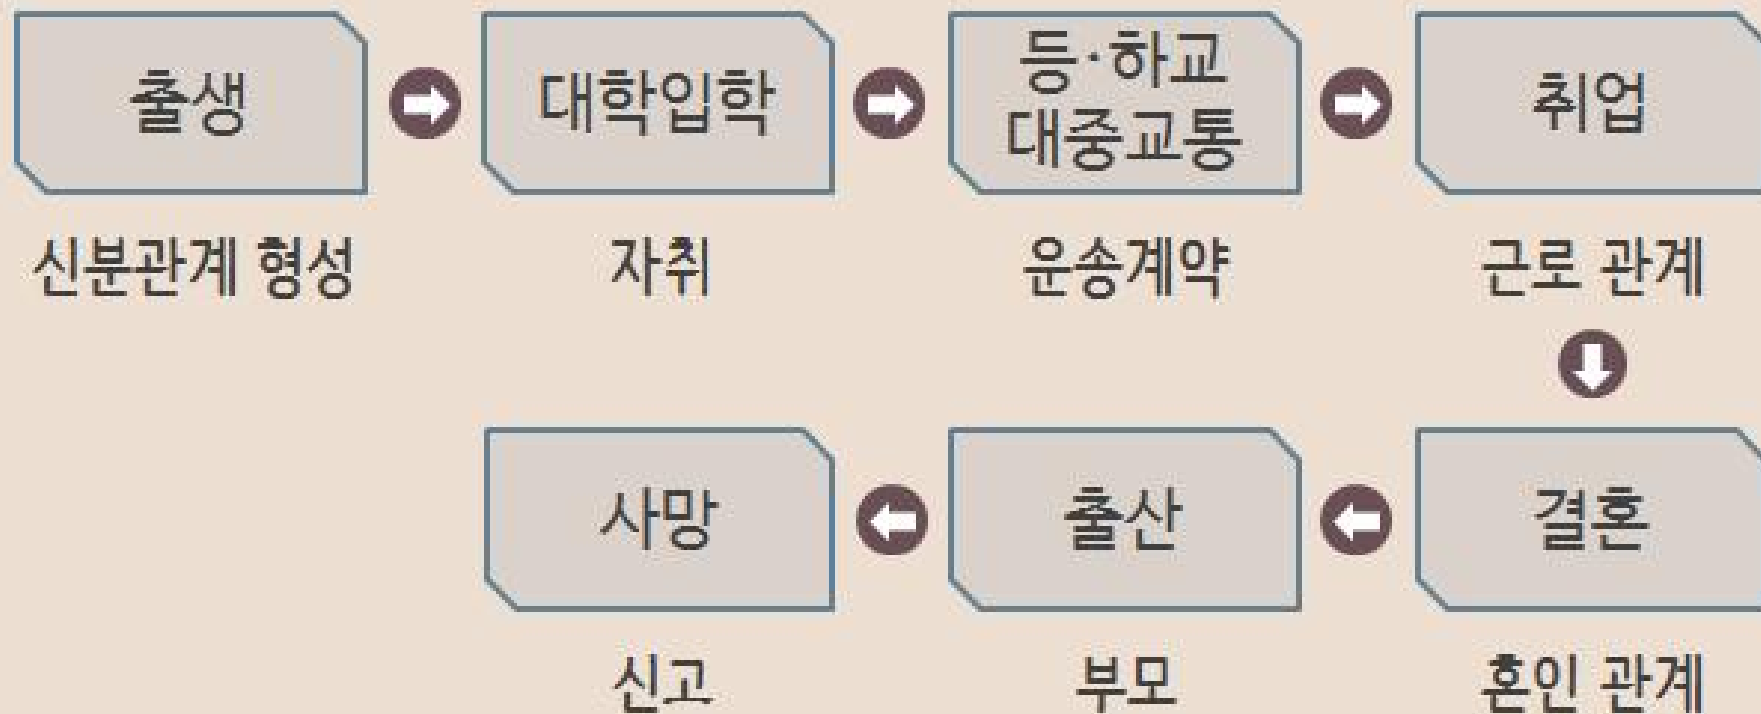 출생
대학입학
등·하교
대중교통
취업
신분관계 형성
자취
운송계약
근로 관계
결혼
출산
사망
혼인 관계
부모
신고